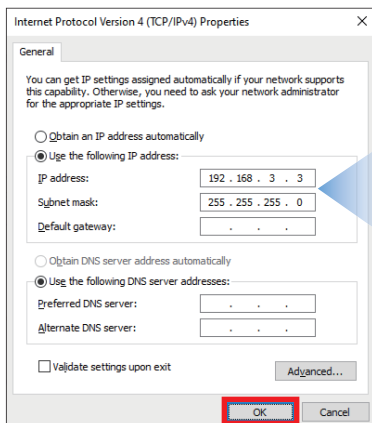 Internet Protocol Version 4 (TCP/IPv4) Properties
General
You can get IP settings assigned automatically if your network supports
this capability. Otherwise, you need to ask your network administrator
for the appropriate IP settings.
Obtain an IP address automatically
Use the following IP address:
IP address: 192 . 168 . 3 . 3
Subnet mask: 255 . 255 . 255 . 0
Default gateway: . . .
Obtain DNS server address automatically
Use the following DNS server addresses:
Preferred DNS server: . . .
Alternate DNS server: . . .
Validate settings upon exit
Advanced...
OK Cancel